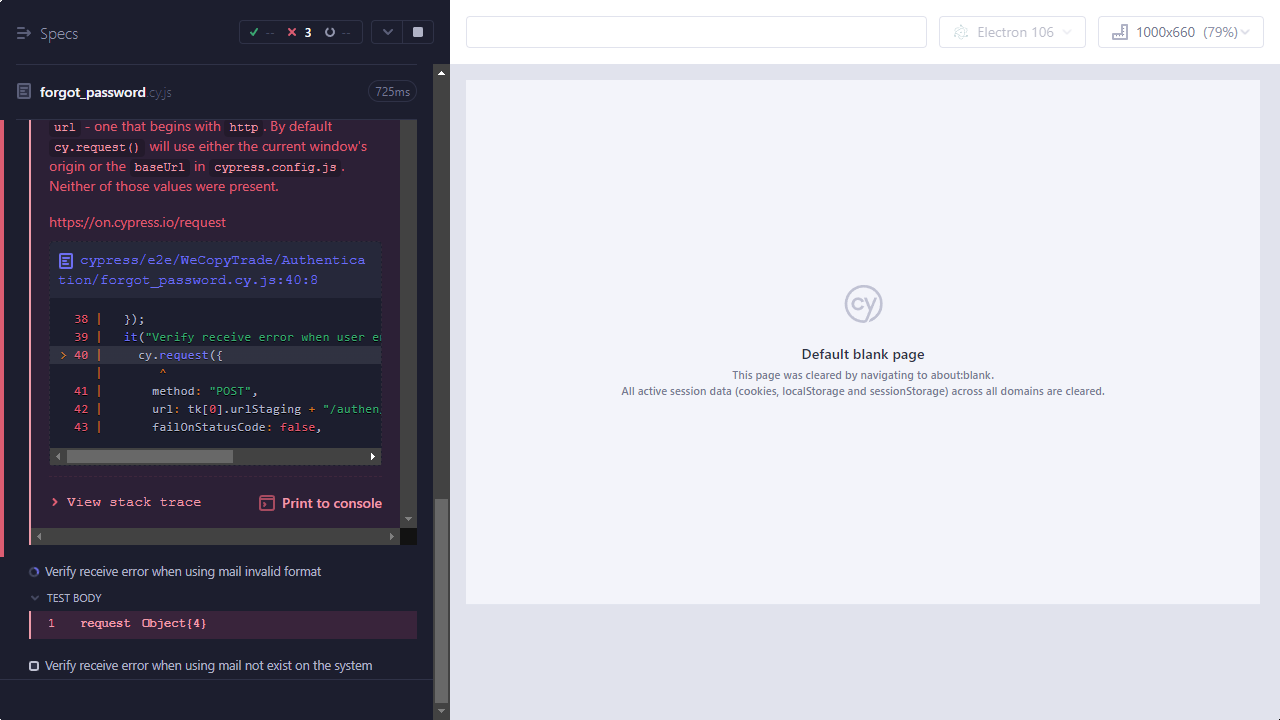 Specs
-- 3 --
Electron 106
1000x660 (79%)
forgot_password.cy.js
725ms
url - one that begins with http. By default
cy.request() will use either the current window's
origin or the baseUrl in cypress.config.js.
Neither of those values were present.
https://on.cypress.io/request
cypress/e2e/WeCopyTrade/Authentica
tion/forgot_password.cy.js:40:8
38 | });
39 | it("Verify receive error when user e
> 40 | cy.request({
| ^
41 | method: "POST",
42 | url: tk[0].urlStaging + "/authen
43 | failOnStatusCode: false,
> View stack trace
Print to console
Verify receive error when using mail invalid format
TEST BODY
1 request Object{4}
Verify receive error when using mail not exist on the system
cy
Default blank page
This page was cleared by navigating to about:blank.
All active session data (cookies, localStorage and sessionStorage) across all domains are cleared.